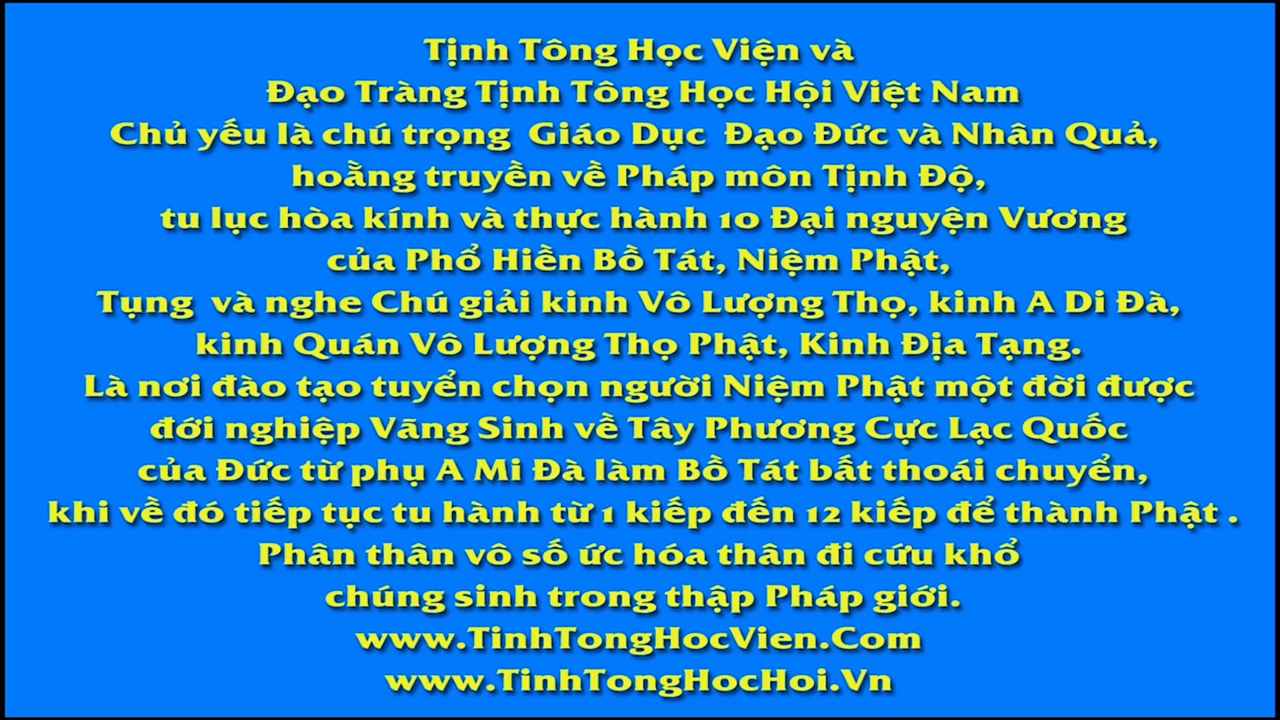 Tịnh Tông Học Viện và
Đạo Tràng Tịnh Tông Học Hội Việt Nam
Chủ yếu là chú trọng Giáo Dục Đạo Đức và Nhân Quả,
hoằng truyền về Pháp môn Tịnh Độ,
tu lục hòa kính và thực hành 10 Đại nguyện Vương
của Phổ Hiền Bồ Tát, Niệm Phật,
Tụng và nghe Chú giải kinh Vô Lượng Thọ, kinh A Di Đà,
kinh Quán Vô Lượng Thọ Phật, Kinh Địa Tạng.
Là nơi đào tạo tuyển chọn người Niệm Phật một đời được
đới nghiệp Vãng Sinh về Tây Phương Cực Lạc Quốc
của Đức từ phụ A Mi Đà làm Bồ Tát bất thoái chuyển,
khi về đó tiếp tục tu hành từ 1 kiếp đến 12 kiếp để thành Phật .
Phân thân vô số ức hóa thân đi cứu khổ
chúng sinh trong thập Pháp giới.
www.TinhTongHocVien.Com
www.TinhTongHocHoi.Vn